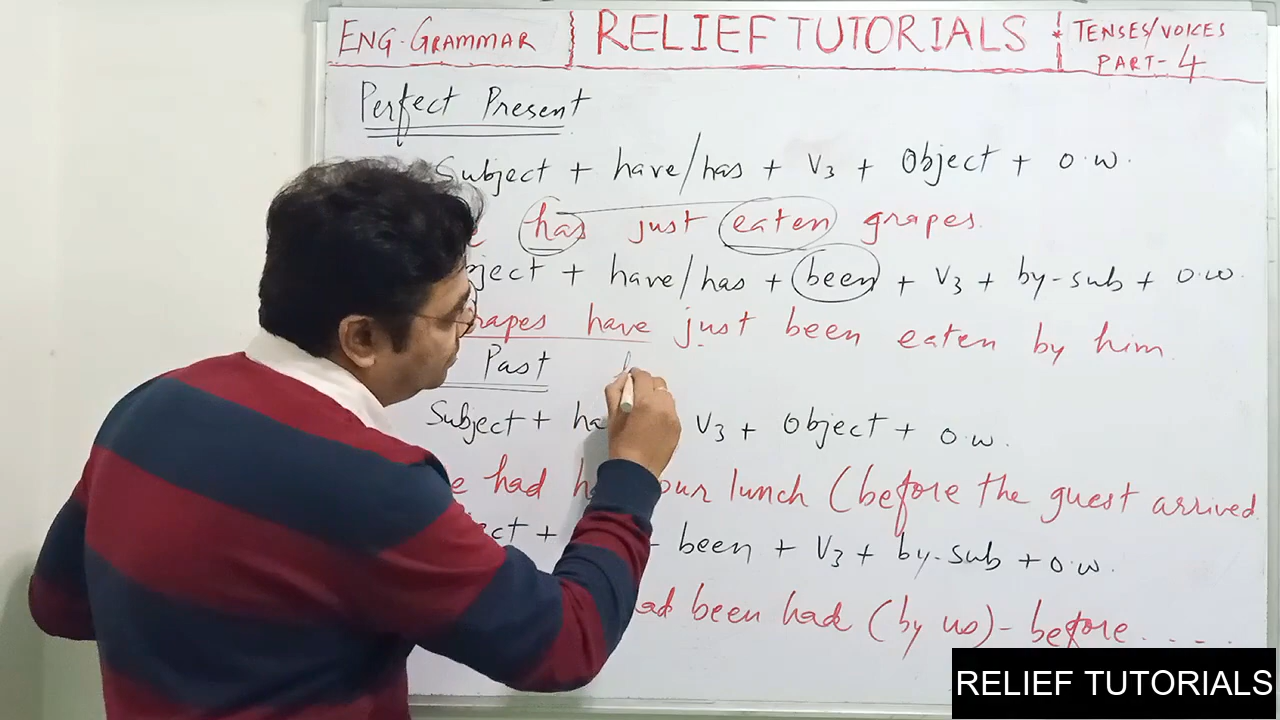 ENG. GRAMMAR
RELIEF TUTORIALS
TENSES/VOICES
PART-4
Perfect Present
Subject + have/has + V3 + Object + O.W.
has just eaten grapes.
+ have/has + been + V3 + by-sub + O.W.
have just been eaten by him.
Past
Subject + V3 + Object + O.W.
had our lunch (before the guest arrived
+ been + V3 + by-sub + O.W.
been had (by us) - before.....
RELIEF TUTORIALS